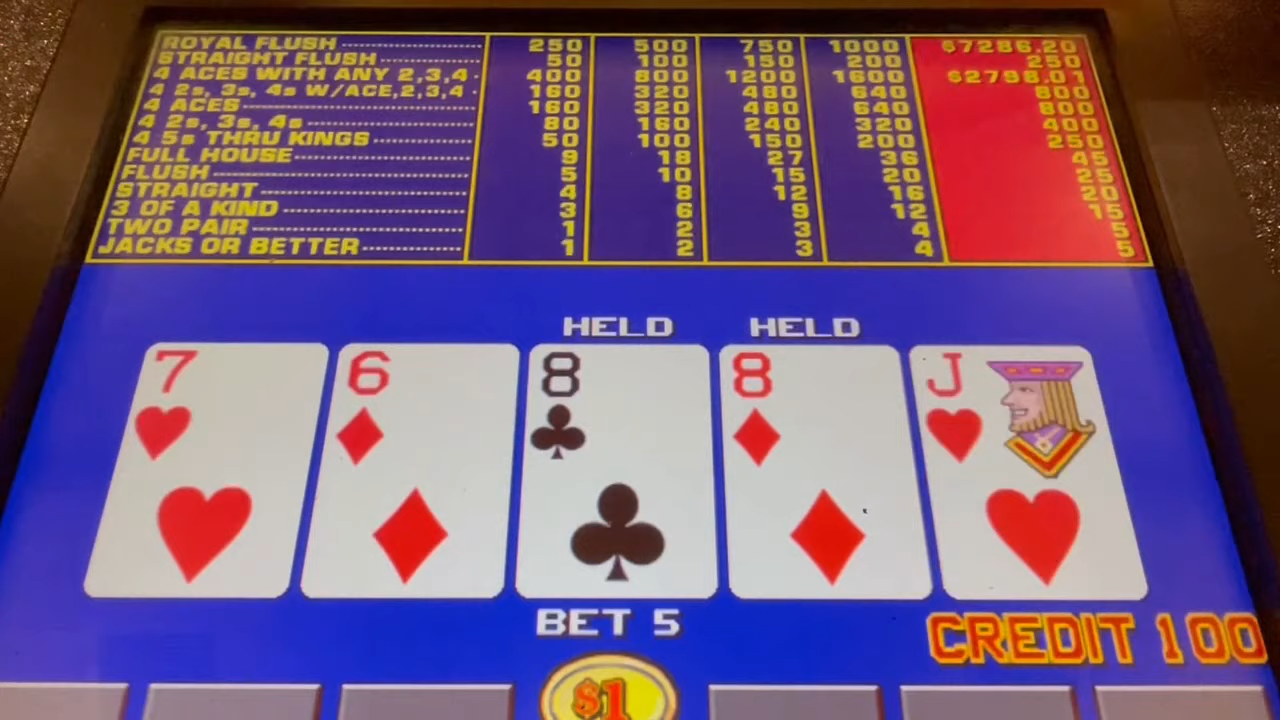 ROYAL FLUSH 250 500 750 1000 $7286.20
STRAIGHT FLUSH 50 100 150 200 250
4 ACES WITH ANY 2,3,4 400 800 1200 1600 $2798.01
4 2s, 3s, 4s W/ACE,2,3,4 160 320 480 640 800
4 ACES 160 320 480 640 800
4 2s, 3s, 4s 80 160 240 320 400
4 5s THRU KINGS 50 100 150 200 250
FULL HOUSE 9 18 27 36 45
FLUSH 5 10 15 20 25
STRAIGHT 4 8 12 16 20
3 OF A KIND 3 6 9 12 15
TWO PAIR 1 2 3 4 5
JACKS OR BETTER 1 2 3 4 5
HELD HELD
7 6 8 8 J
BET 5
CREDIT 100
$1